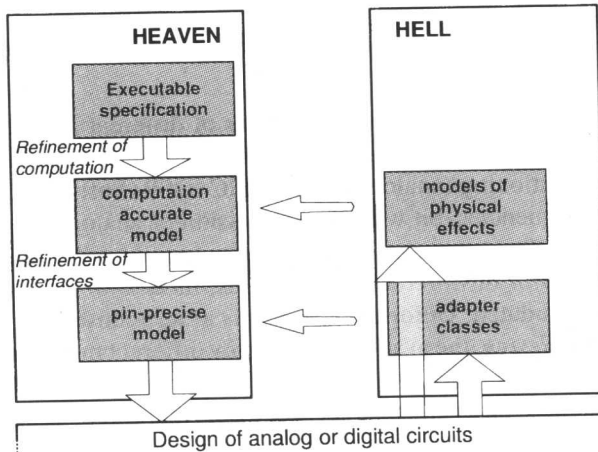 HEAVEN
Executable
specification
Refinement of
computation
computation
accurate
model
Refinement of
interfaces
pin-precise
model
HELL
models of
physical
effects
adapter
classes
Design of analog or digital circuits